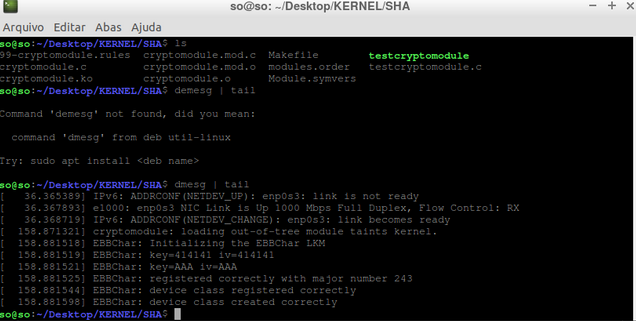 so@so: ~/Desktop/KERNEL/SHA
Arquivo Editar Abas Ajuda
so@so:~/Desktop/KERNEL/SHA$ ls
99-cryptomodule.rules cryptomodule.mod.c Makefile testcryptomodule
cryptomodule.c cryptomodule.mod.o modules.order testcryptomodule.c
cryptomodule.ko cryptomodule.o Module.symvers
so@so:~/Desktop/KERNEL/SHA$ demesg | tail
Command 'demesg' not found, did you mean:
command 'dmesg' from deb util-linux
Try: sudo apt install <deb name>
so@so:~/Desktop/KERNEL/SHA$ dmesg | tail
[ 36.365389] IPv6: ADDRCONF(NETDEV_UP): enp0s3: link is not ready
[ 36.367893] e1000: enp0s3 NIC Link is Up 1000 Mbps Full Duplex, Flow Control: RX
[ 36.368719] IPv6: ADDRCONF(NETDEV_CHANGE): enp0s3: link becomes ready
[ 158.871321] cryptomodule: loading out-of-tree module taints kernel.
[ 158.881518] EBBChar: Initializing the EBBChar LKM
[ 158.881519] EBBChar: key=414141 iv=414141
[ 158.881521] EBBChar: key=AAA iv=AAA
[ 158.881525] EBBChar: registered correctly with major number 243
[ 158.881544] EBBChar: device class registered correctly
[ 158.881598] EBBChar: device class created correctly
so@so:~/Desktop/KERNEL/SHA$